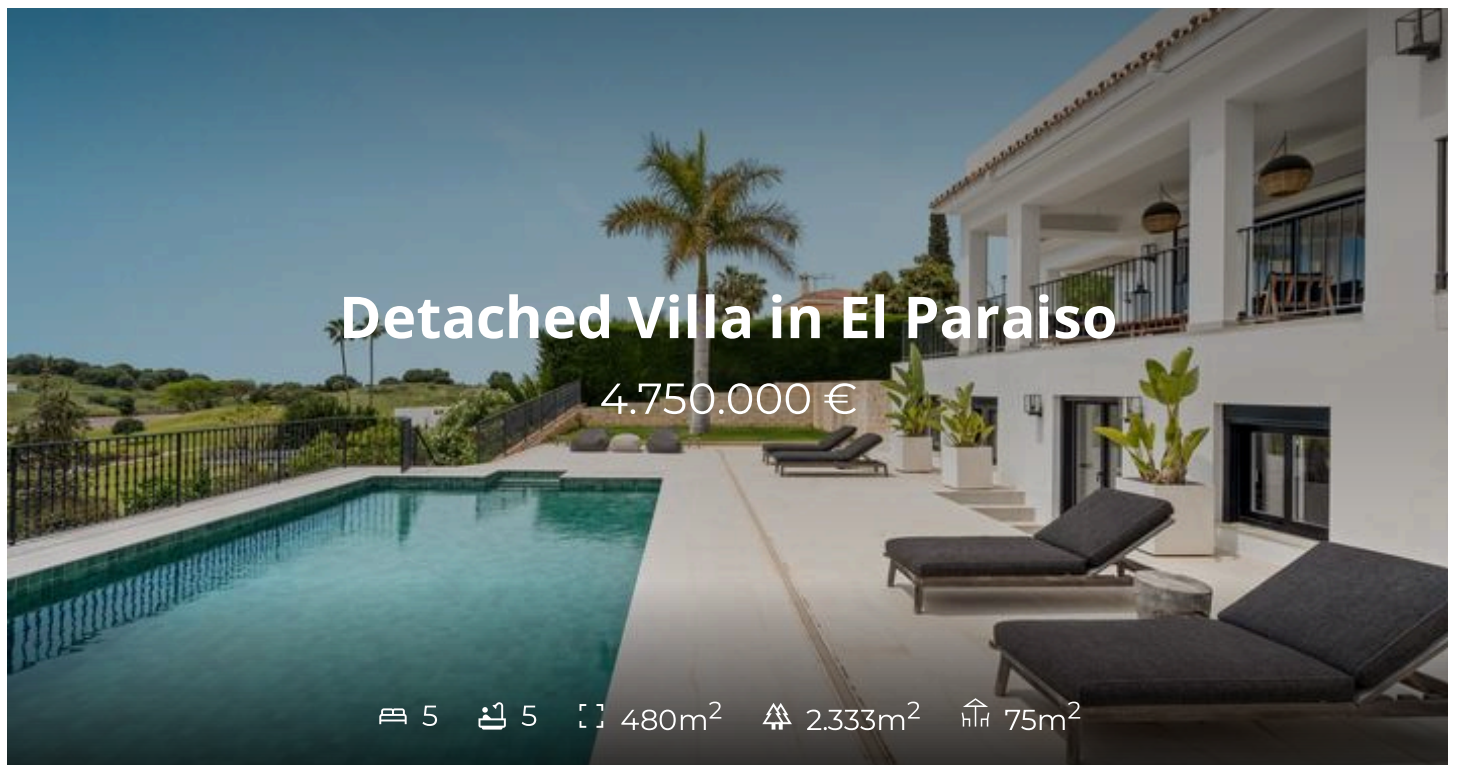 Detached Villa in El Paraiso
4.750.000 €
5 5 480m² 2.333m² 75m²